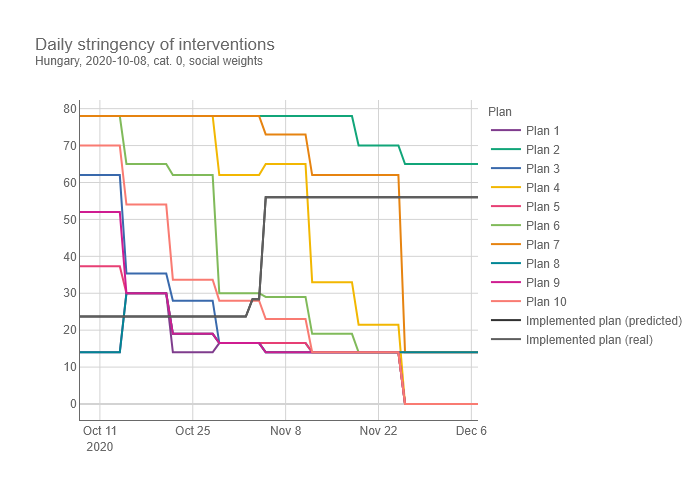 Daily stringency of interventions
Hungary, 2020-10-08, cat. 0, social weights
80
70
60
50
40
30
20
10
0
Oct 11
2020
Oct 25
Nov 8
Nov 22
Dec 6
Plan
Plan 1
Plan 2
Plan 3
Plan 4
Plan 5
Plan 6
Plan 7
Plan 8
Plan 9
Plan 10
Implemented plan (predicted)
Implemented plan (real)